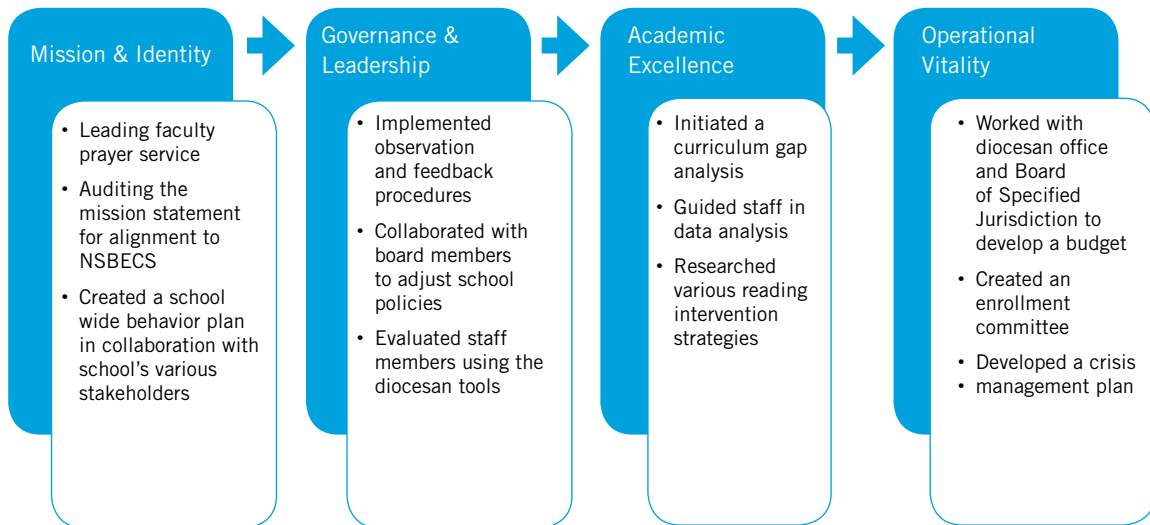 Mission & Identity
• Leading faculty
prayer service
• Auditing the
mission statement
for alignment to
NSBECS
• Created a school
wide behavior plan
in collaboration with
school’s various
stakeholders
Governance &
Leadership
• Implemented
observation
and feedback
procedures
• Collaborated with
board members
to adjust school
policies
• Evaluated staff
members using the
diocesan tools
Academic
Excellence
• Initiated a
curriculum gap
analysis
• Guided staff in
data analysis
• Researched
various reading
intervention
strategies
Operational
Vitality
• Worked with
diocesan office
and Board
of Specified
Jurisdiction to
develop a budget
• Created an
enrollment
committee
• Developed a crisis
• management plan